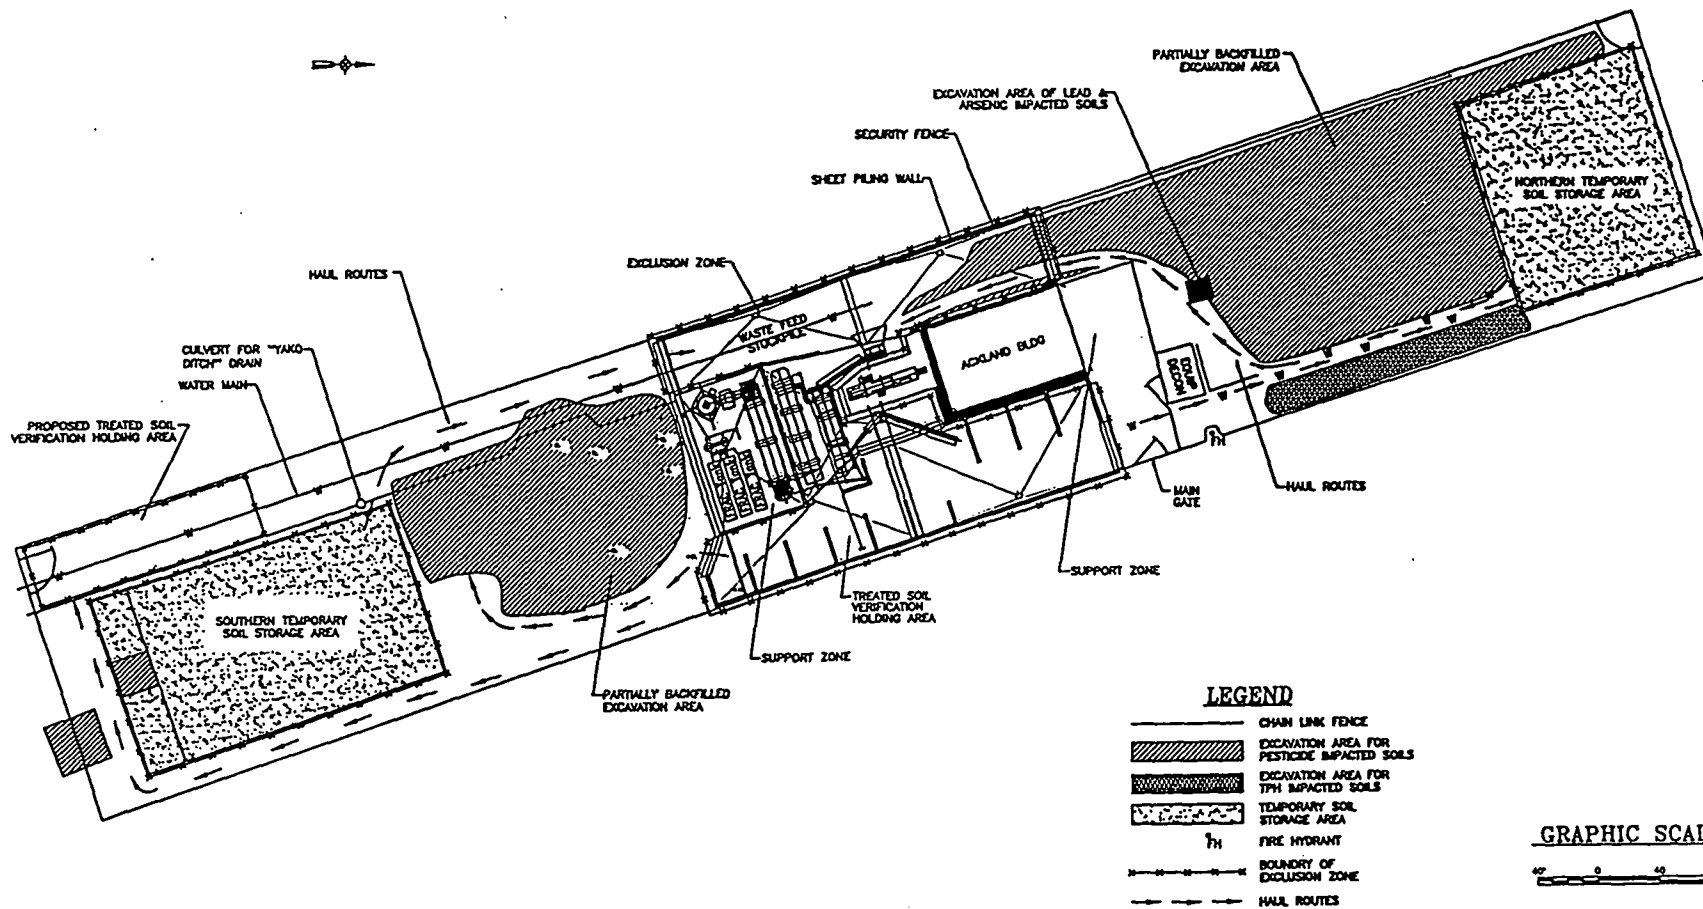 PARTIALLY BACKFILLED
EXCAVATION AREA
EXCAVATION AREA OF LEAD &
ARSENIC IMPACTED SOILS
SECURITY FENCE
SHEET PILING WALL
NORTHERN TEMPORARY
SOIL STORAGE AREA
EXCLUSION ZONE
HAUL ROUTES
WASTE FEED
STOCKPILE
ACKLAND BLDG
EQUIP
DECON
CULVERT FOR "YAKO
DITCH" DRAIN
WATER MAIN
PROPOSED TREATED SOIL
VERIFICATION HOLDING AREA
W
FH
HAUL ROUTES
MAIN
GATE
SUPPORT ZONE
TREATED SOIL
VERIFICATION
HOLDING AREA
SOUTHERN TEMPORARY
SOIL STORAGE AREA
SUPPORT ZONE
PARTIALLY BACKFILLED
EXCAVATION AREA
LEGEND
CHAIN LINK FENCE
EXCAVATION AREA FOR
PESTICIDE IMPACTED SOILS
EXCAVATION AREA FOR
TPH IMPACTED SOILS
TEMPORARY SOIL
STORAGE AREA
FH FIRE HYDRANT
BOUNDRY OF
EXCLUSION ZONE
HAUL ROUTES
GRAPHIC SCAL
40' 0 40